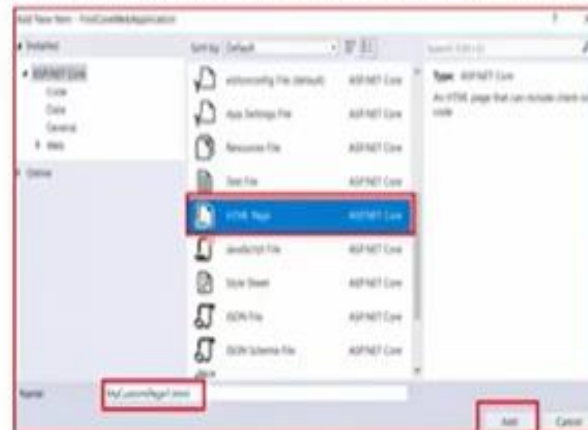 Add New Item - FirstCoreWebApplication
Installed
Sort by: Default
Search (Ctrl+E)
ASP.NET Core
Code
Data
General
Web
Online
editorconfig File (default) ASP.NET Core
App Settings File ASP.NET Core
Resource File ASP.NET Core
Text File ASP.NET Core
HTML Page ASP.NET Core
JavaScript File ASP.NET Core
Style Sheet ASP.NET Core
JSON File ASP.NET Core
JSON Schema File ASP.NET Core
Type: ASP.NET Core
An HTML page that can include client
code
Name: MyCustomPage1.html
Add Cancel